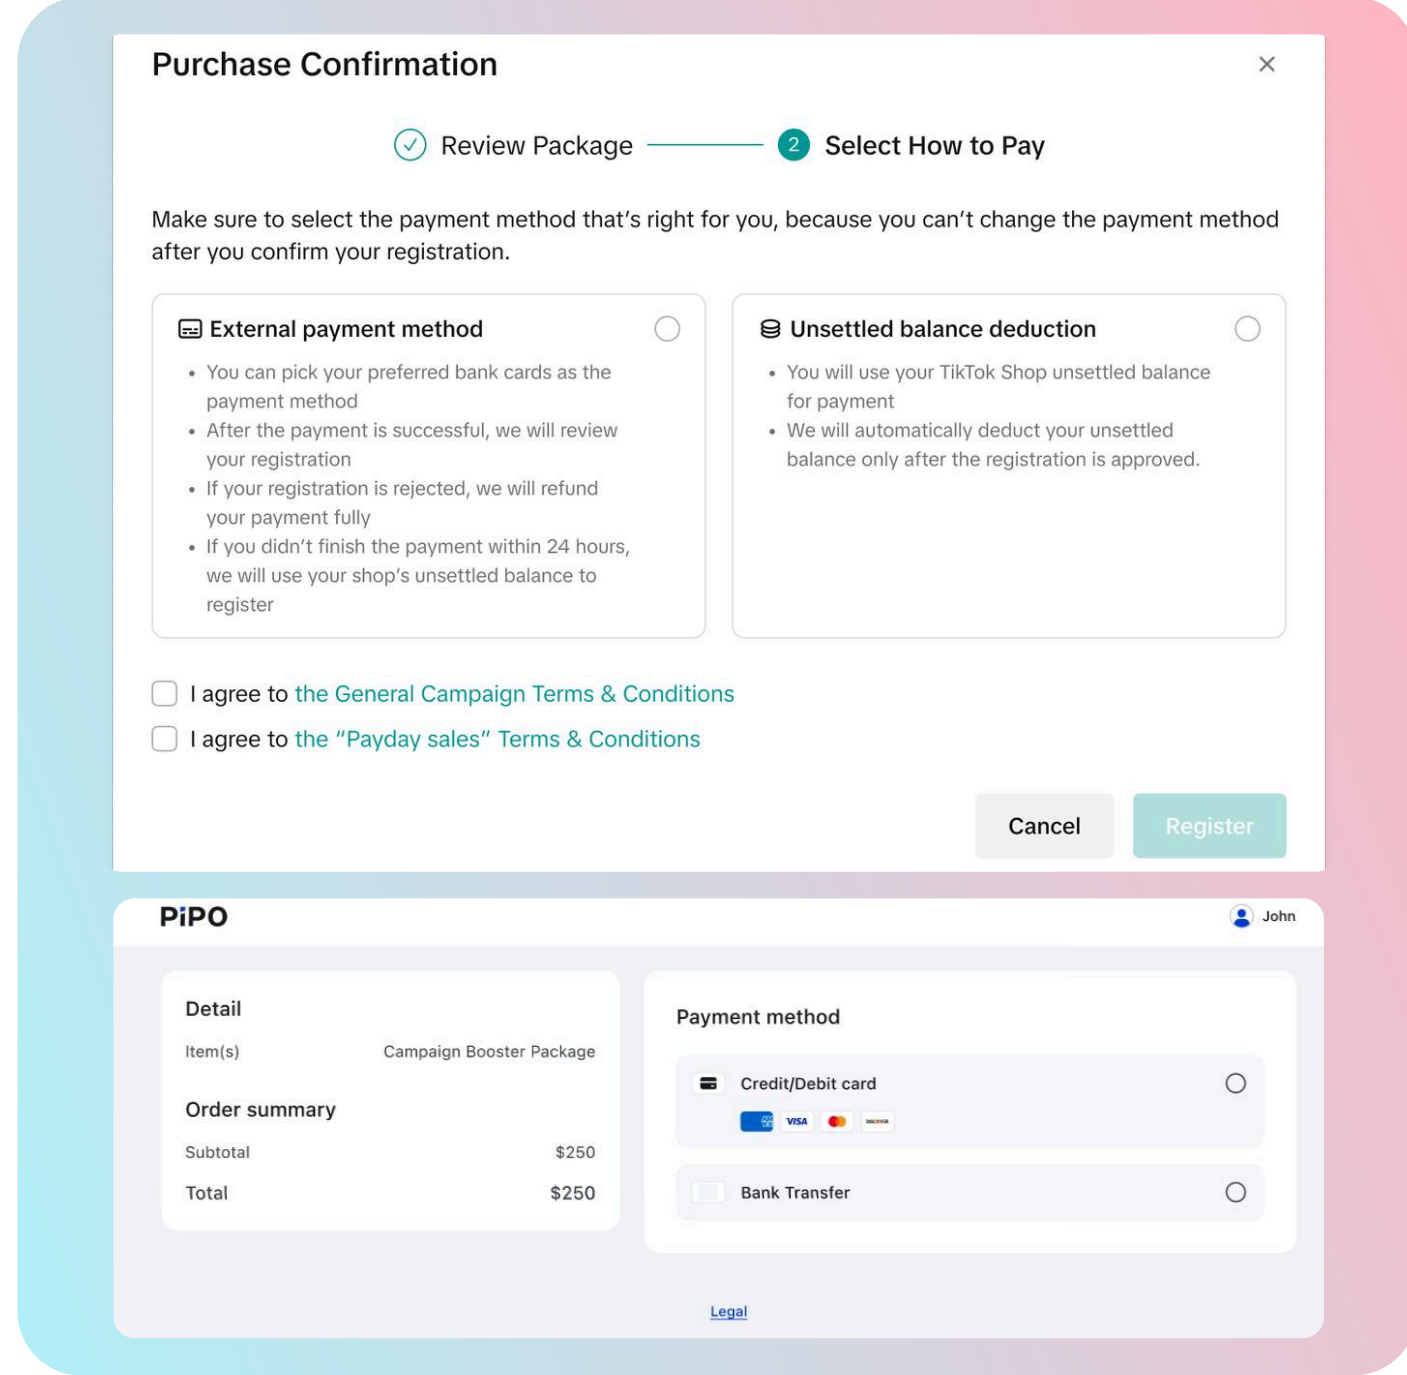 Purchase Confirmation
Review Package
2
Select How to Pay
Make sure to select the payment method that's right for you, because you can't change the payment method
after you confirm your registration.
External payment method
• You can pick your preferred bank cards as the
payment method
• After the payment is successful, we will review
your registration
• If your registration is rejected, we will refund
your payment fully
• If you didn't finish the payment within 24 hours,
we will use your shop's unsettled balance to
register
Unsettled balance deduction
• You will use your TikTok Shop unsettled balance
for payment
• We will automatically deduct your unsettled
balance only after the registration is approved.
I agree to the General Campaign Terms & Conditions
I agree to the “Payday sales” Terms & Conditions
Cancel
Register
PiPO
John
Detail
Item(s) Campaign Booster Package
Order summary
Subtotal $250
Total $250
Payment method
Credit/Debit card
VISA
DISCOVER
Bank Transfer
Legal